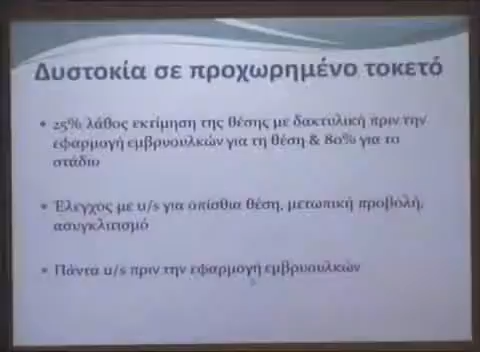 Δυστοκία σε προχωρημένο τοκετό
• 25% λάθος εκτίμηση της θέσης με δακτυλική πριν την
εφαρμογή εμβρυουλκών για τη θέση & 80% για το
στάδιο
• Έλεγχος με u/s για οπίσθια θέση, μετωπική προβολή,
ασυγκλιτισμό
• Πάντα u/s πριν την εφαρμογή εμβρυουλκών